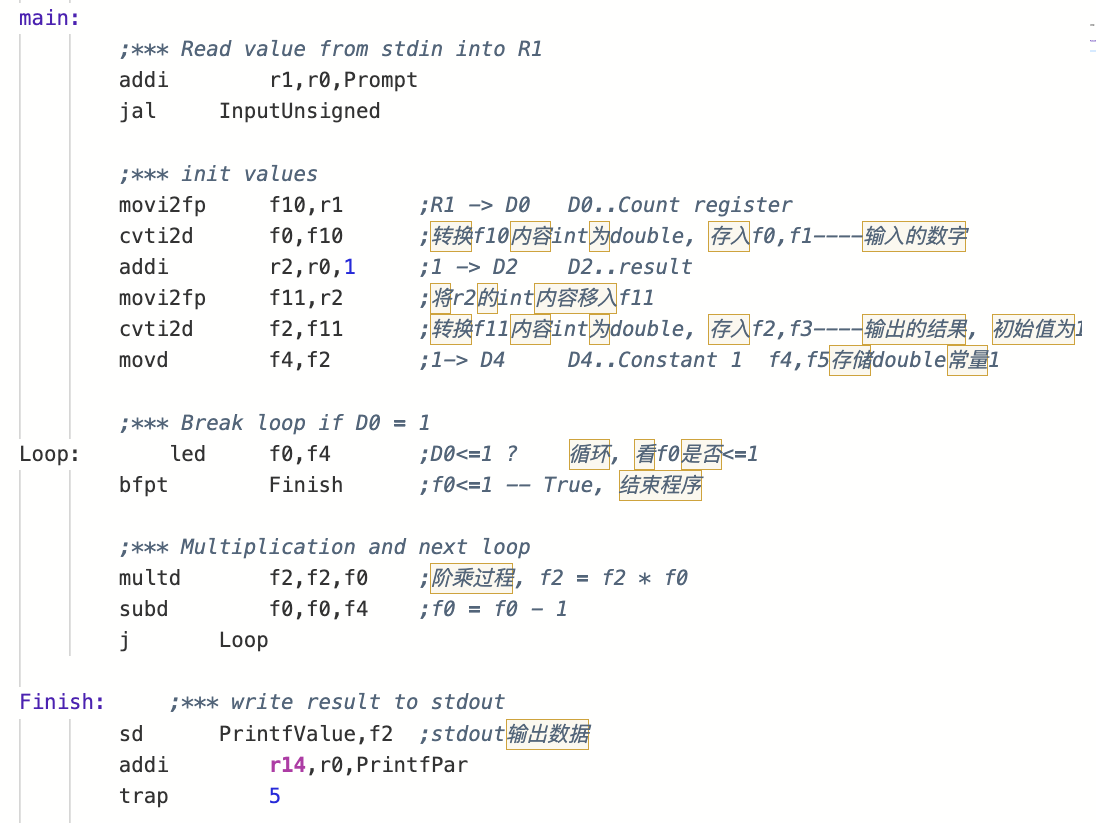 main:
;*** Read value from stdin into R1
addi r1,r0,Prompt
jal InputUnsigned
;*** init values
movi2fp f10,r1 ;R1 -> D0 D0..Count register
cvti2d f0,f10 ;转换f10内容int为double, 存入f0,f1----输入的数字
addi r2,r0,1 ;1 -> D2 D2..result
movi2fp f11,r2 ;将r2的int内容移入f11
cvti2d f2,f11 ;转换f11内容int为double, 存入f2,f3----输出的结果, 初始值为1
movd f4,f2 ;1-> D4 D4..Constant 1 f4,f5存储double常量1
;*** Break loop if D0 = 1
Loop: led f0,f4 ;D0<=1 ? 循环, 看f0是否<=1
bfpt Finish ;f0<=1 -- True, 结束程序
;*** Multiplication and next loop
multd f2,f2,f0 ;阶乘过程, f2 = f2 * f0
subd f0,f0,f4 ;f0 = f0 - 1
j Loop
Finish: ;*** write result to stdout
sd PrintfValue,f2 ;stdout输出数据
addi r14,r0,PrintfPar
trap 5